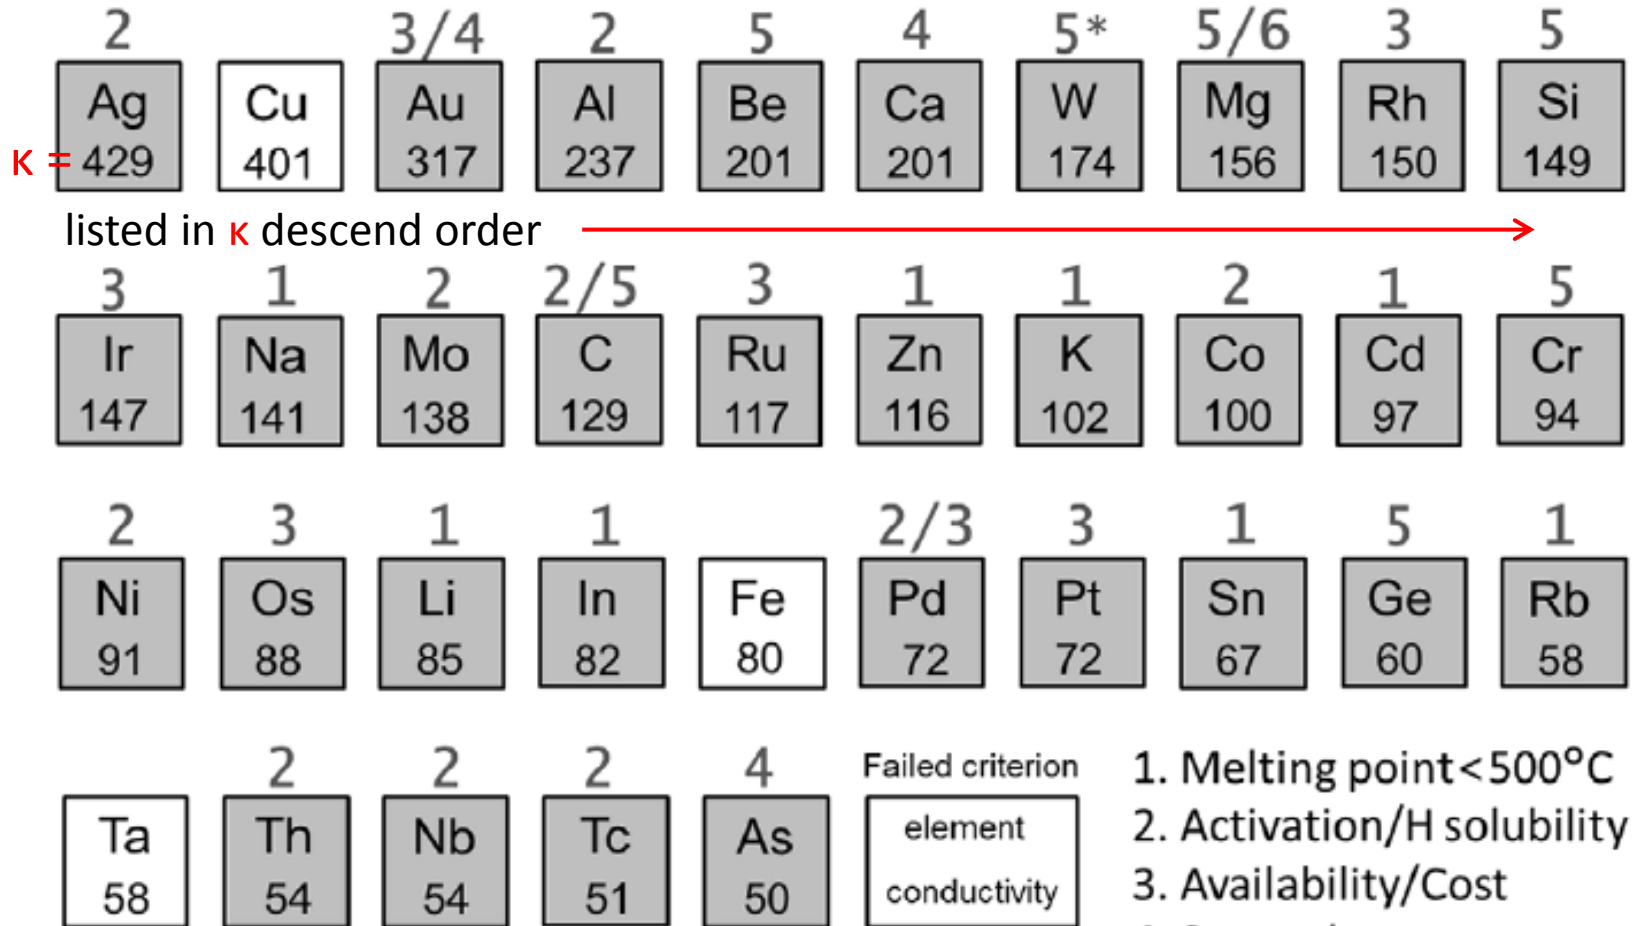 2 3/4 2 5 4 5* 5/6 3 5
Ag Cu Au Al Be Ca W Mg Rh Si
κ = 429 401 317 237 201 201 174 156 150 149
listed in κ descend order
3 1 2 2/5 3 1 1 2 1 5
Ir Na Mo C Ru Zn K Co Cd Cr
147 141 138 129 117 116 102 100 97 94
2 3 1 1 2/3 3 1 5 1
Ni Os Li In Fe Pd Pt Sn Ge Rb
91 88 85 82 80 72 72 67 60 58
2 2 2 4 Failed criterion 1. Melting point<500°C
Ta Th Nb Tc As element 2. Activation/H solubility
58 54 54 51 50 conductivity 3. Availability/Cost